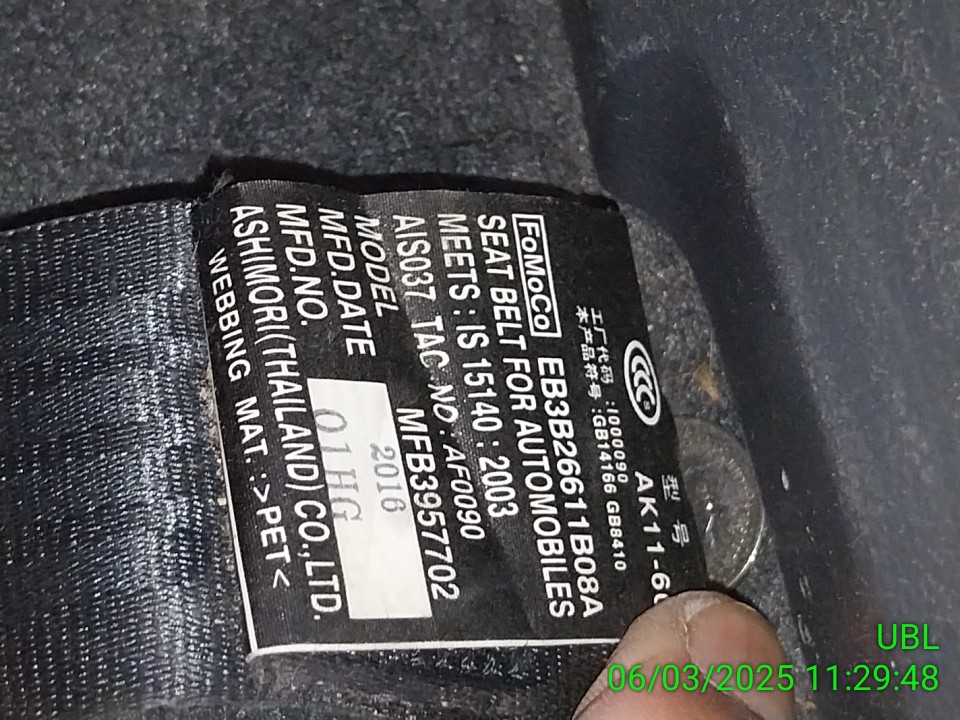 型号 AK11-6
工厂代码:I000090
本产品符号:GB14166 GB8410
FoMoCo EB3B266611B08A
SEAT BELT FOR AUTOMOBILES
MEETS : IS 15140 : 2003
AIS037 TAC NO.:AF0090
MODEL MFB3957702
MFD.DATE 2016
MFD.NO. 01HG
ASHIMORI((THAILAND) CO.,LTD.
WEBBING MAT.:>PET<
UBL
06/03/2025 11:29:48